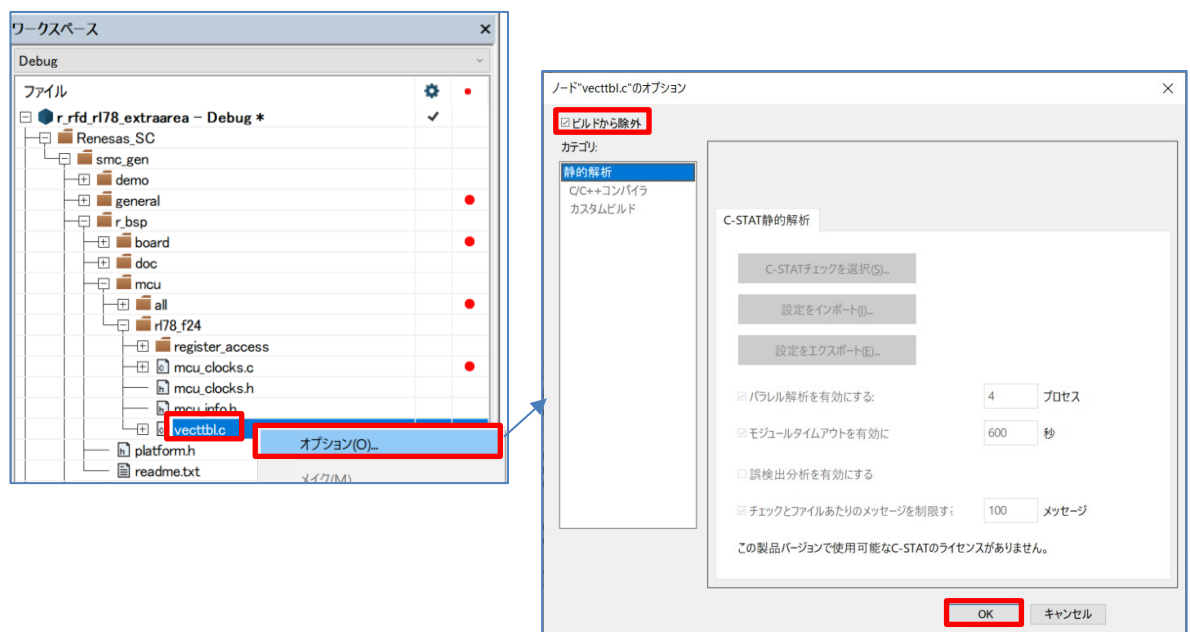 ワークスペース
Debug
ファイル
r_rfd_rl78_extraarea – Debug *
Renesas_SC
smc_gen
demo
general
r_bsp
board
doc
mcu
all
rl78_f24
register_access
mcu_clocks.c
mcu_clocks.h
mcu_info.h
vecttbl.c
オプション(O)...
platform.h
readme.txt
メイク(M)
ノード"vecttbl.c"のオプション
ビルドから除外
カテゴリ:
静的解析
C/C++コンパイラ
カスタムビルド
C-STAT静的解析
C-STATチェックを選択(S)...
設定をインポート(I)...
設定をエクスポート(E)...
パラレル解析を有効にする: 4 プロセス
モジュールタイムアウトを有効に 600 秒
誤検出分析を有効にする
チェックとファイルあたりのメッセージを制限す 100 メッセージ
この製品バージョンで使用可能なC-STATのライセンスがありません。
OK キャンセル